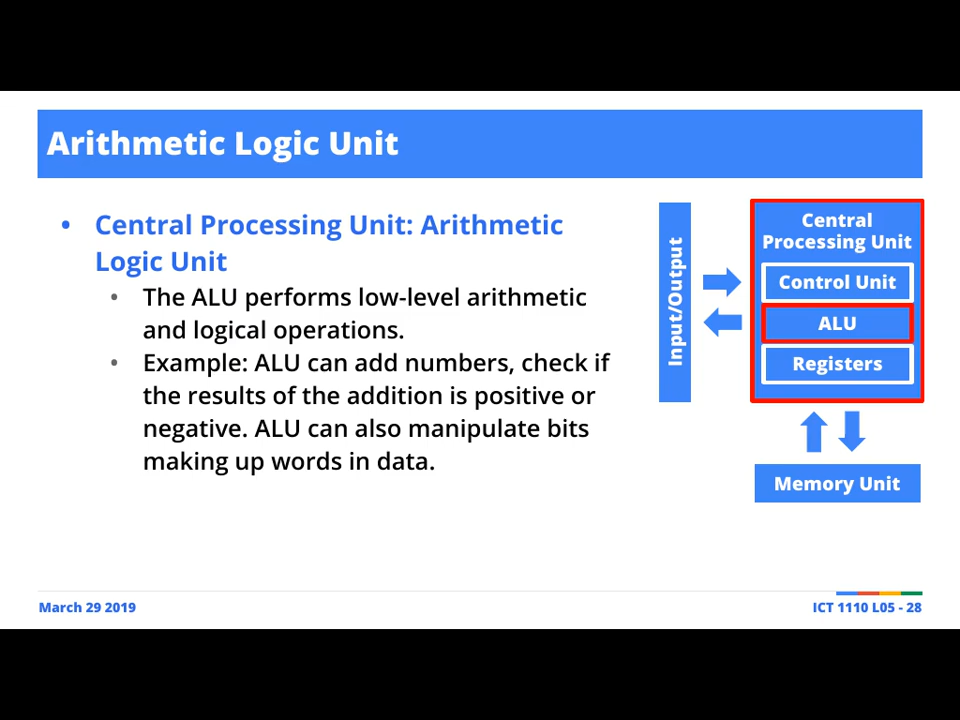 Arithmetic Logic Unit
• Central Processing Unit: Arithmetic
Logic Unit
• The ALU performs low-level arithmetic
and logical operations.
• Example: ALU can add numbers, check if
the results of the addition is positive or
negative. ALU can also manipulate bits
making up words in data.
Input/Output
Central
Processing Unit
Control Unit
ALU
Registers
Memory Unit
March 29 2019
ICT 1110 L05 - 28